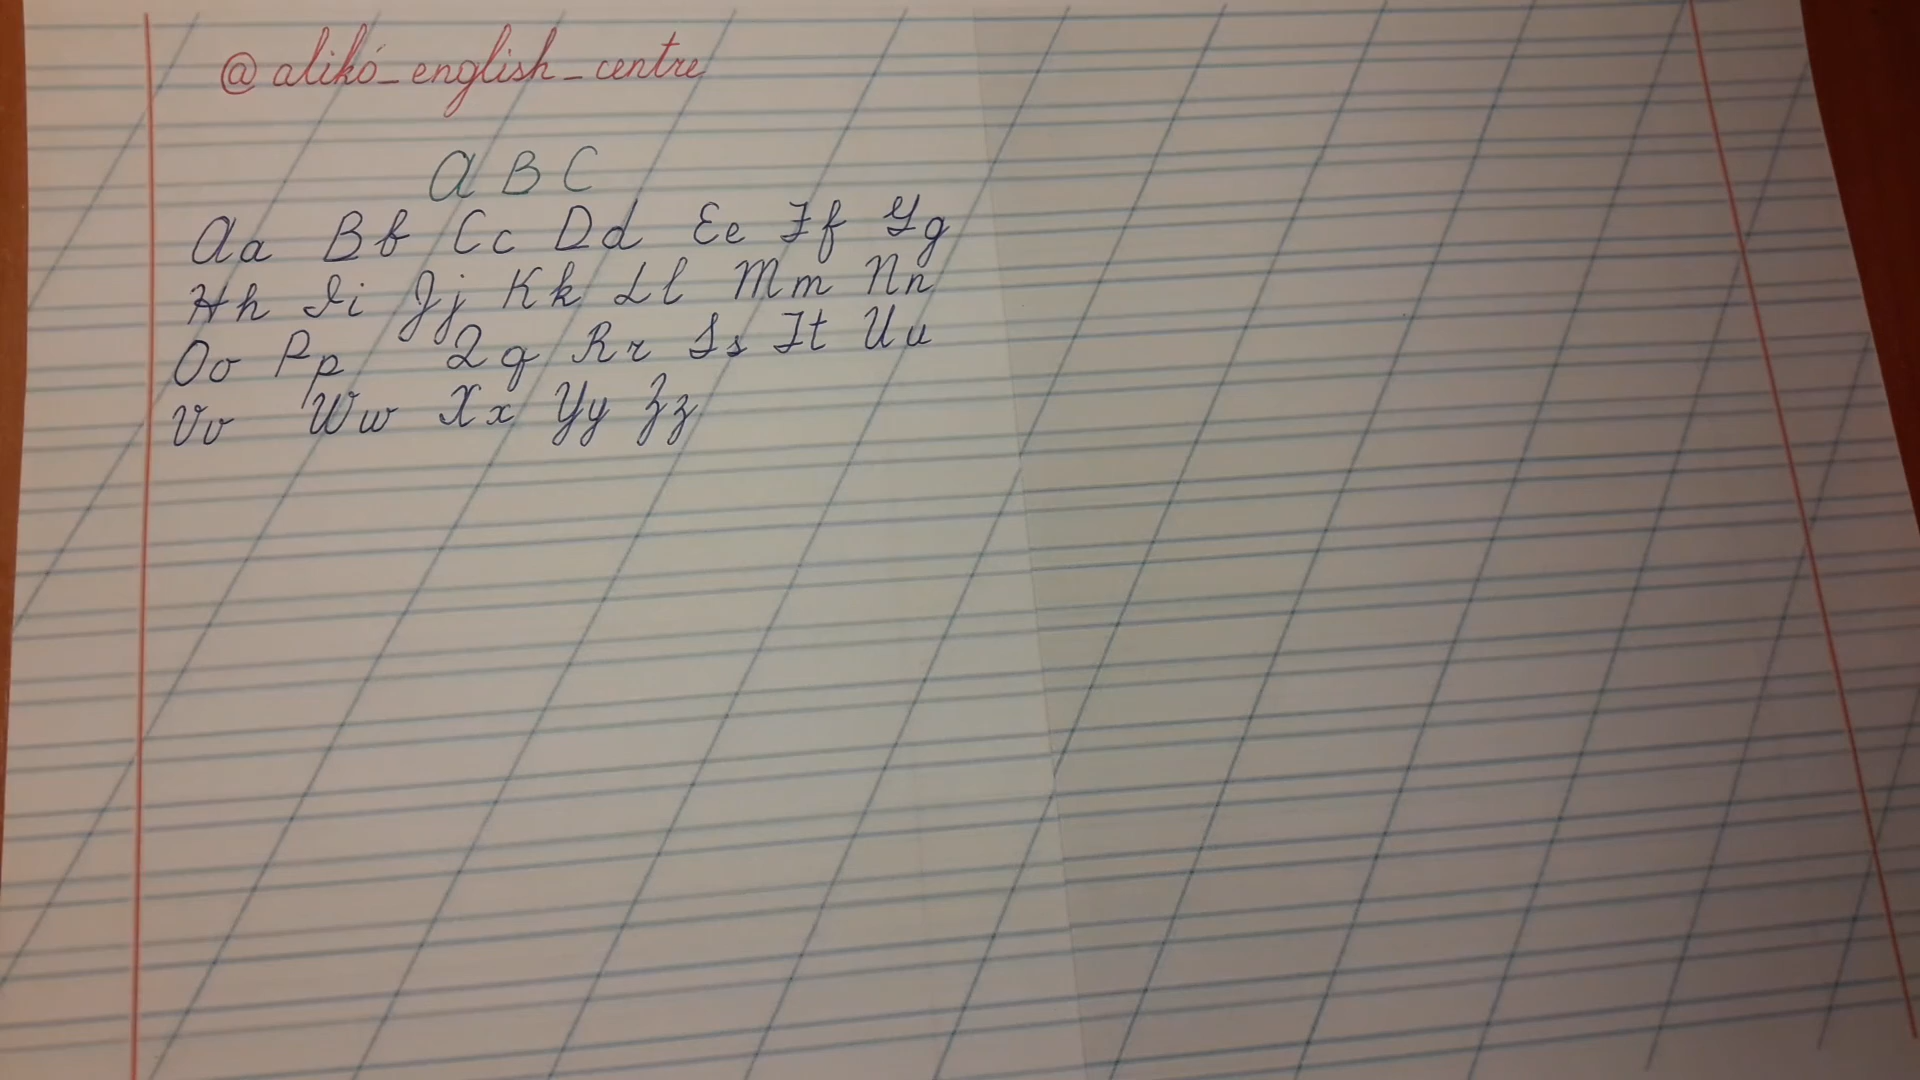 @alikó_english_centre
A B C
Aa Bb Cc Dd Ee Ff Gg
Hh Ii Jj Kk Ll Mm Nn
Oo Pp Qq Rr Ss Tt Uu
Vv Ww Xx Yy Zz